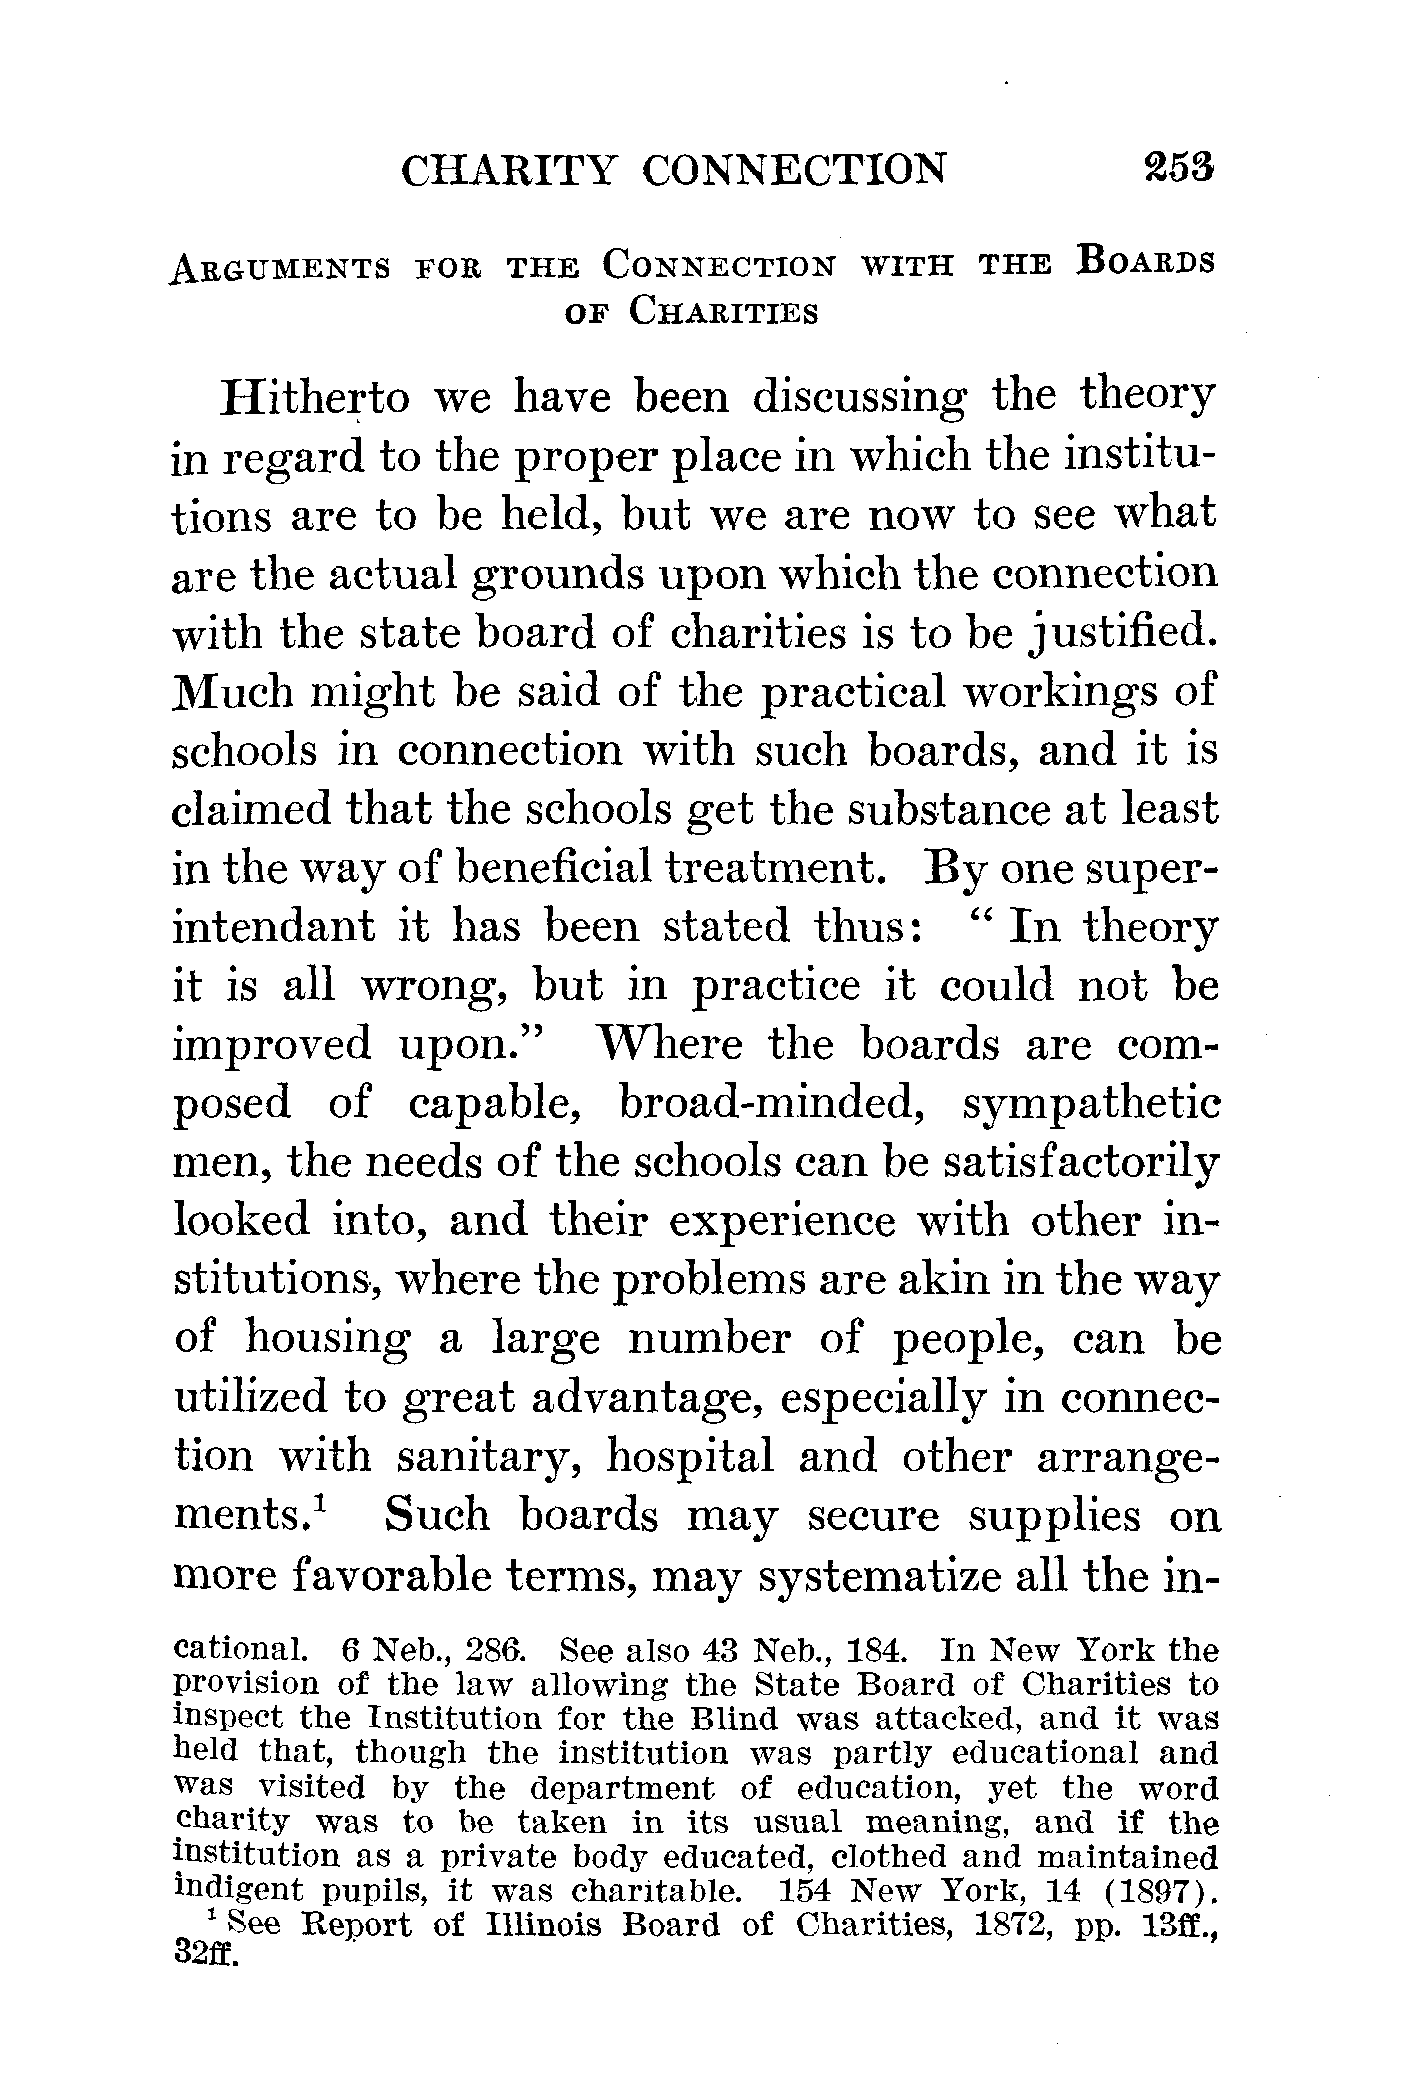 CHARITY CONNECTION 253
Arguments for the Connection with the Boards
of Charities
Hitherto we have been discussing the theory
in regard to the proper place in which the institu-
tions are to be held, but we are now to see what
are the actual grounds upon which the connection
with the state board of charities is to be justified.
Much might be said of the practical workings of
schools in connection with such boards, and it is
claimed that the schools get the substance at least
in the way of beneficial treatment. By one super-
intendant it has been stated thus: “ In theory
it is all wrong, but in practice it could not be
improved upon.” Where the boards are com-
posed of capable, broad-minded, sympathetic
men, the needs of the schools can be satisfactorily
looked into, and their experience with other in-
stitutions, where the problems are akin in the way
of housing a large number of people, can be
utilized to great advantage, especially in connec-
tion with sanitary, hospital and other arrange-
ments.¹ Such boards may secure supplies on
more favorable terms, may systematize all the in-
cational. 6 Neb., 286. See also 43 Neb., 184. In New York the
provision of the law allowing the State Board of Charities to
inspect the Institution for the Blind was attacked, and it was
held that, though the institution was partly educational and
was visited by the department of education, yet the word
charity was to be taken in its usual meaning, and if the
institution as a private body educated, clothed and maintained
indigent pupils, it was charitable. 154 New York, 14 (1897).
¹ See Report of Illinois Board of Charities, 1872, pp. 13ff.,
32ff.